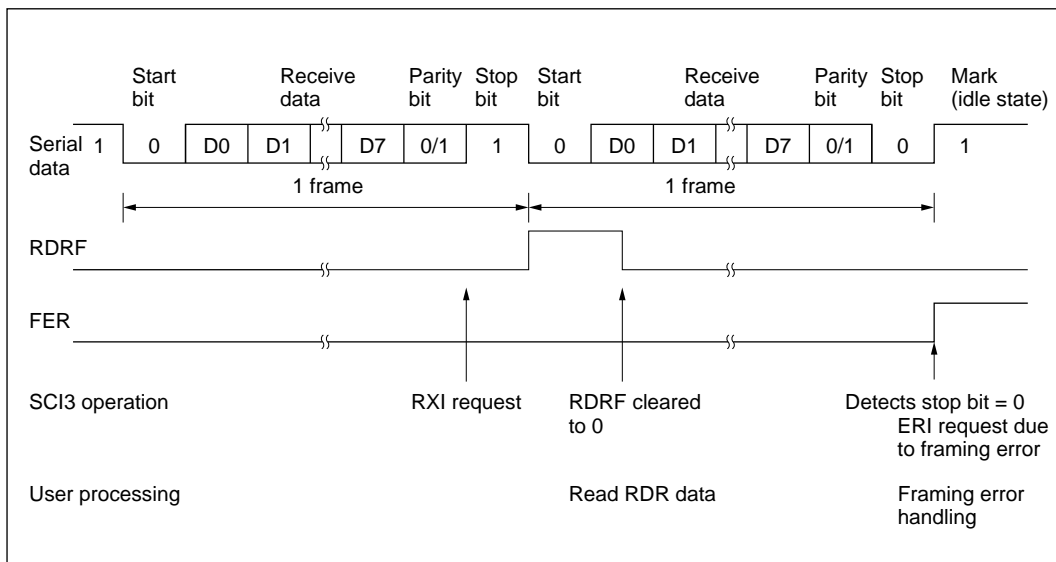 Start bit
Receive data
Parity bit
Stop bit
Start bit
Receive data
Parity bit
Stop bit
Mark (idle state)
Serial data
1 0 D0 D1 D7 0/1 1 0 D0 D1 D7 0/1 0 1
1 frame 1 frame
RDRF
FER
SCI3 operation
RXI request
RDRF cleared
to 0
Detects stop bit = 0
ERI request due
to framing error
User processing
Read RDR data
Framing error
handling